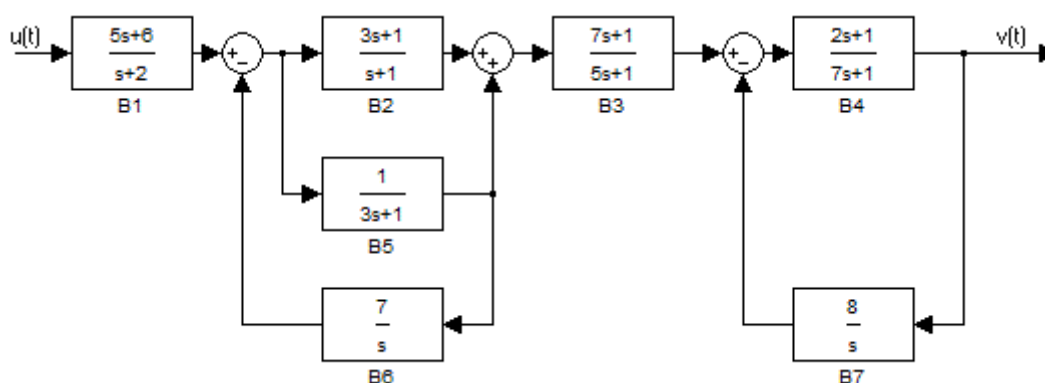 u(t)
5s+6
s+2
B1
+
−
3s+1
s+1
B2
+
+
7s+1
5s+1
B3
+
−
2s+1
7s+1
B4
v(t)
1
3s+1
B5
7
s
B6
8
s
B7